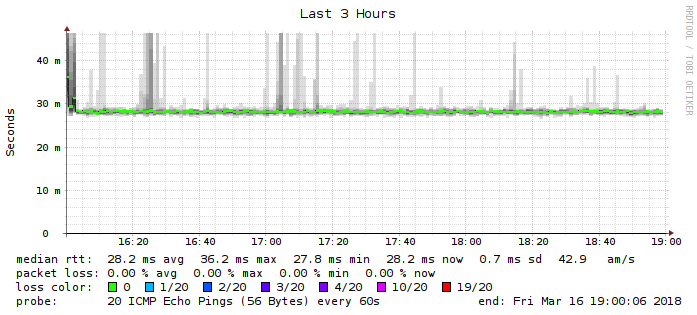 Last 3 Hours
RRDTOOL / TOBI OETIKER
Seconds
40 m
30 m
20 m
10 m
0
16:20 16:40 17:00 17:20 17:40 18:00 18:20 18:40 19:00
median rtt: 28.2 ms avg 36.2 ms max 27.8 ms min 28.2 ms now 0.7 ms sd 42.9 am/s
packet loss: 0.00 % avg 0.00 % max 0.00 % min 0.00 % now
loss color: 0 1/20 2/20 3/20 4/20 10/20 19/20
probe: 20 ICMP Echo Pings (56 Bytes) every 60s end: Fri Mar 16 19:00:06 2018